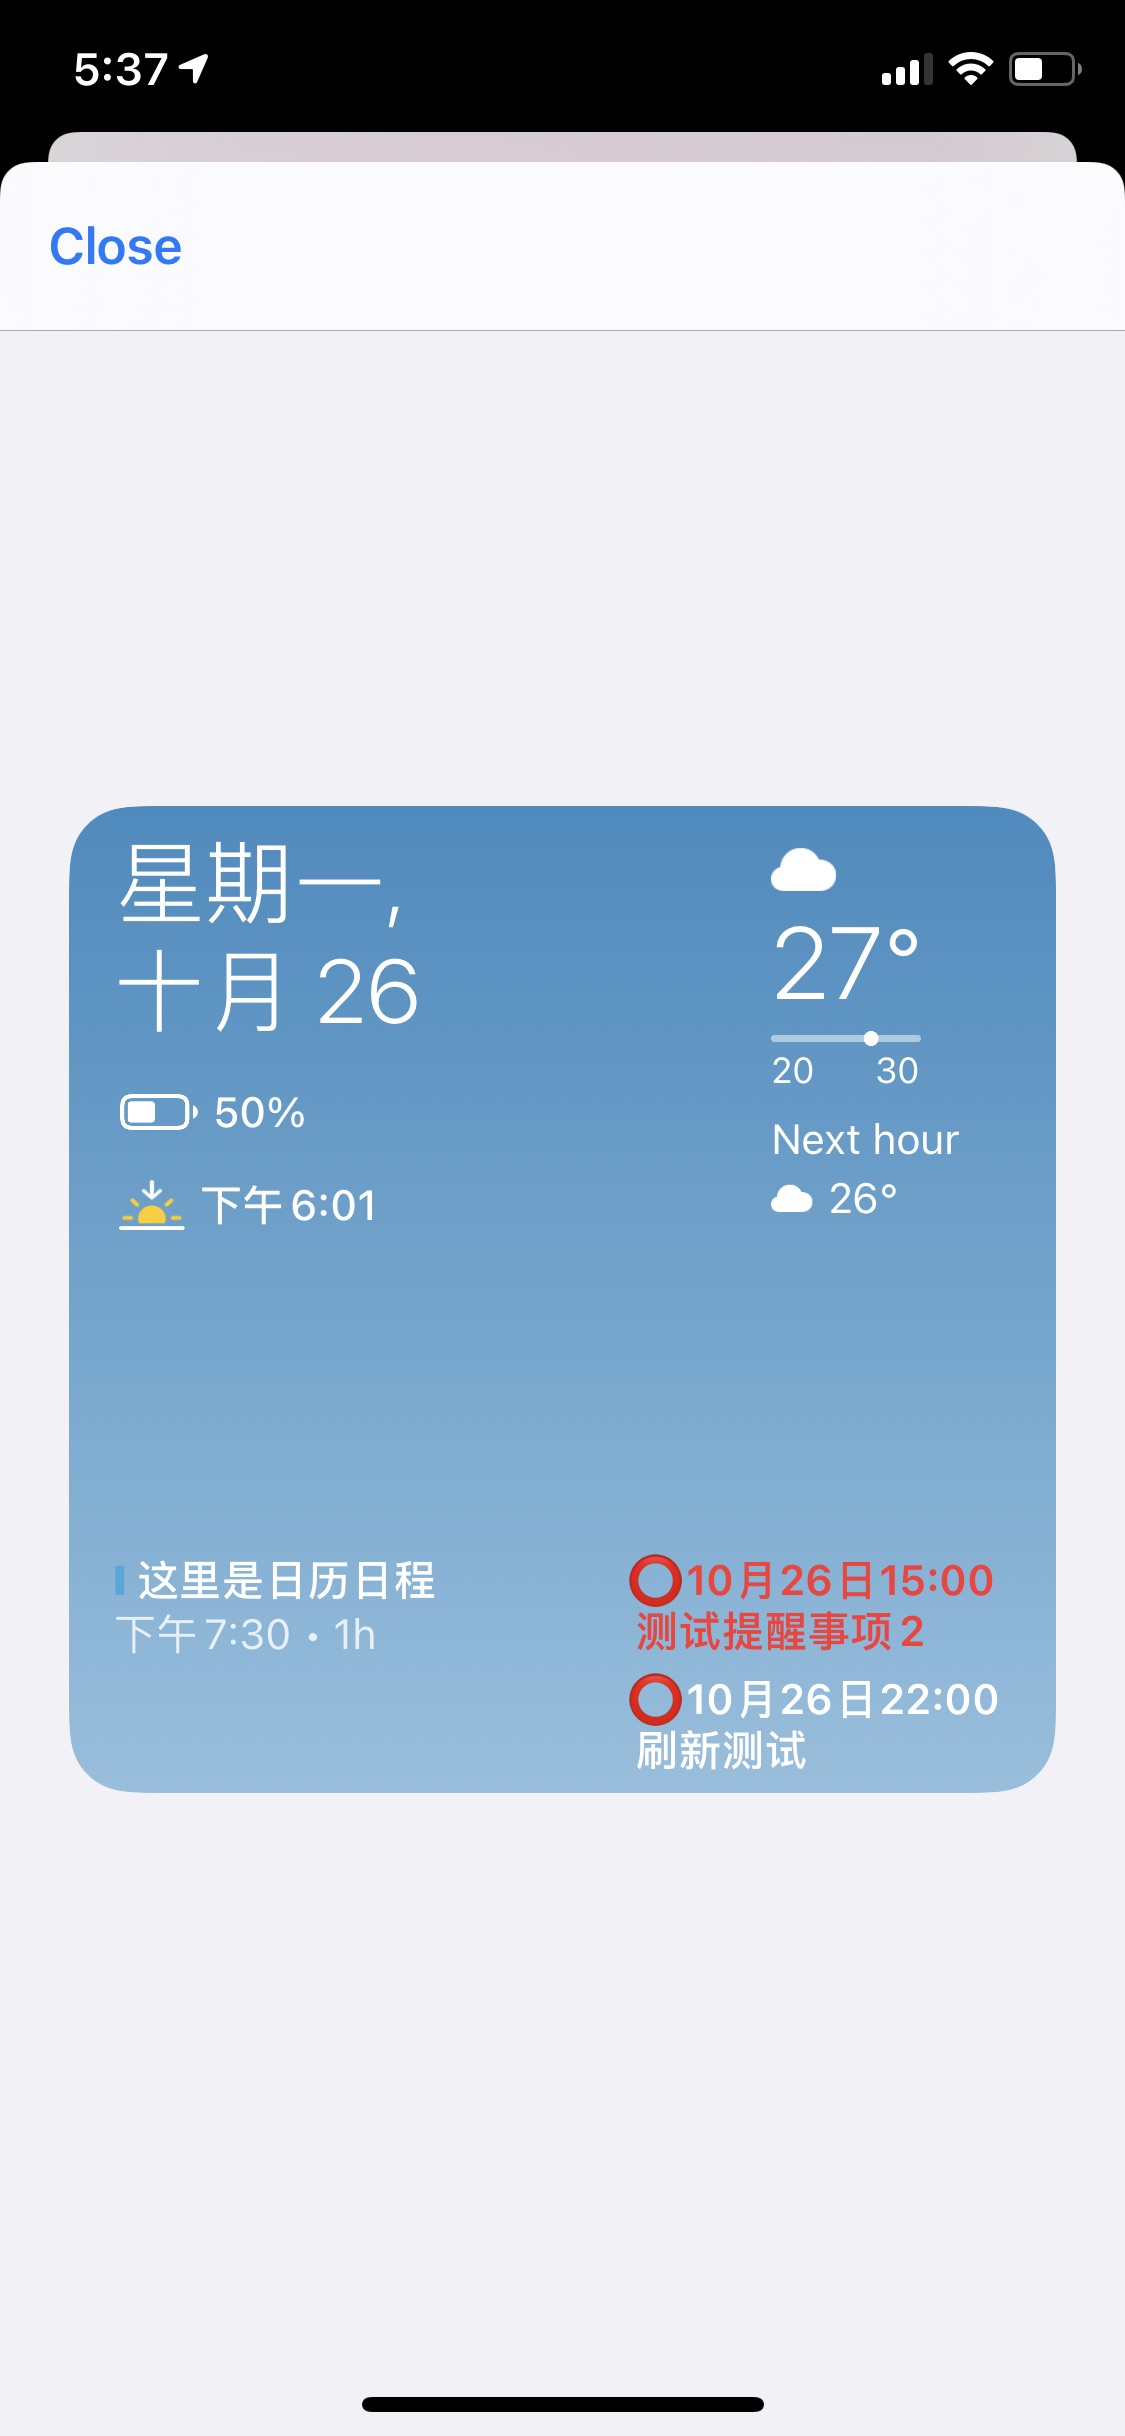 5:37
Close
星期一,
十月 26
50%
下午6:01
27°
20 30
Next hour
26°
这里是日历日程
下午7:30 • 1h
10月26日15:00
测试提醒事项2
10月26日22:00
刷新测试